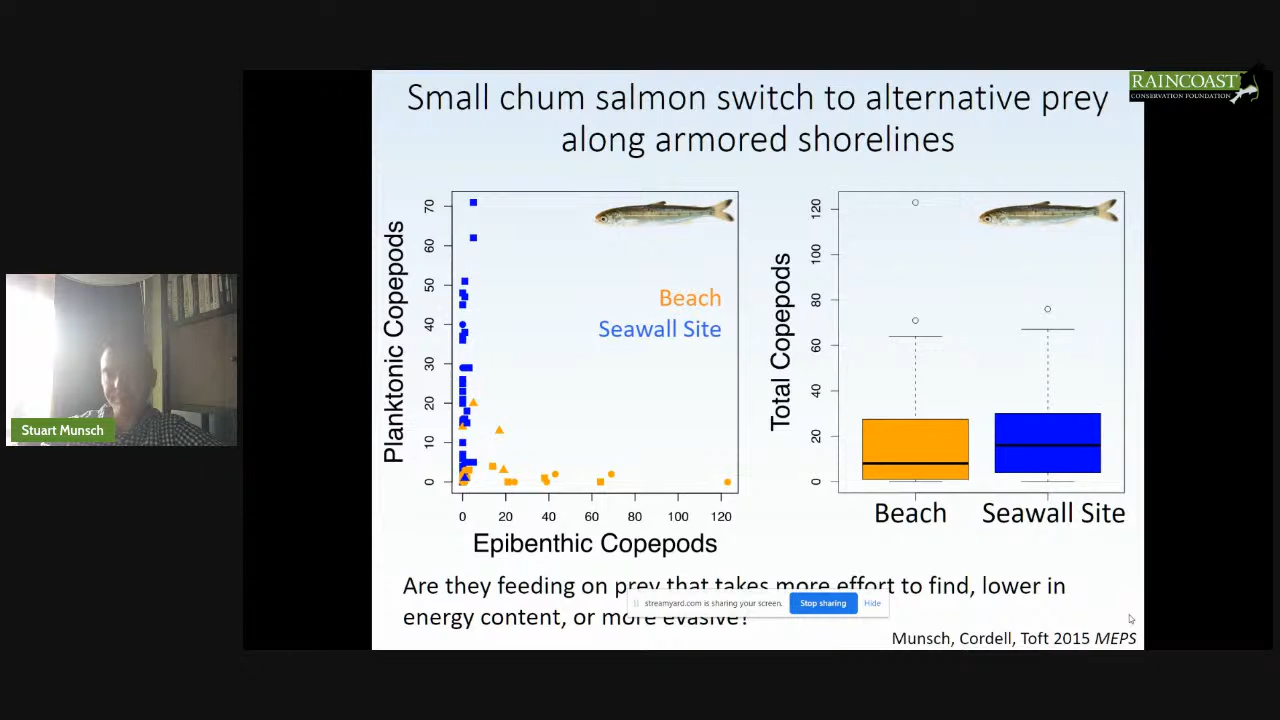 RAINCOAST
CONSERVATION FOUNDATION
Small chum salmon switch to alternative prey
along armored shorelines
Planktonic Copepods
70
60
50
40
30
20
10
0
Beach
Seawall Site
0 20 40 60 80 100 120
Epibenthic Copepods
Total Copepods
120
100
80
60
40
20
0
Beach Seawall Site
Stuart Munsch
Are they feeding on prey that takes more effort to find, lower in
energy content, or more evasive?
streamyard.com is sharing your screen. Stop sharing Hide
Munsch, Cordell, Toft 2015 MEPS